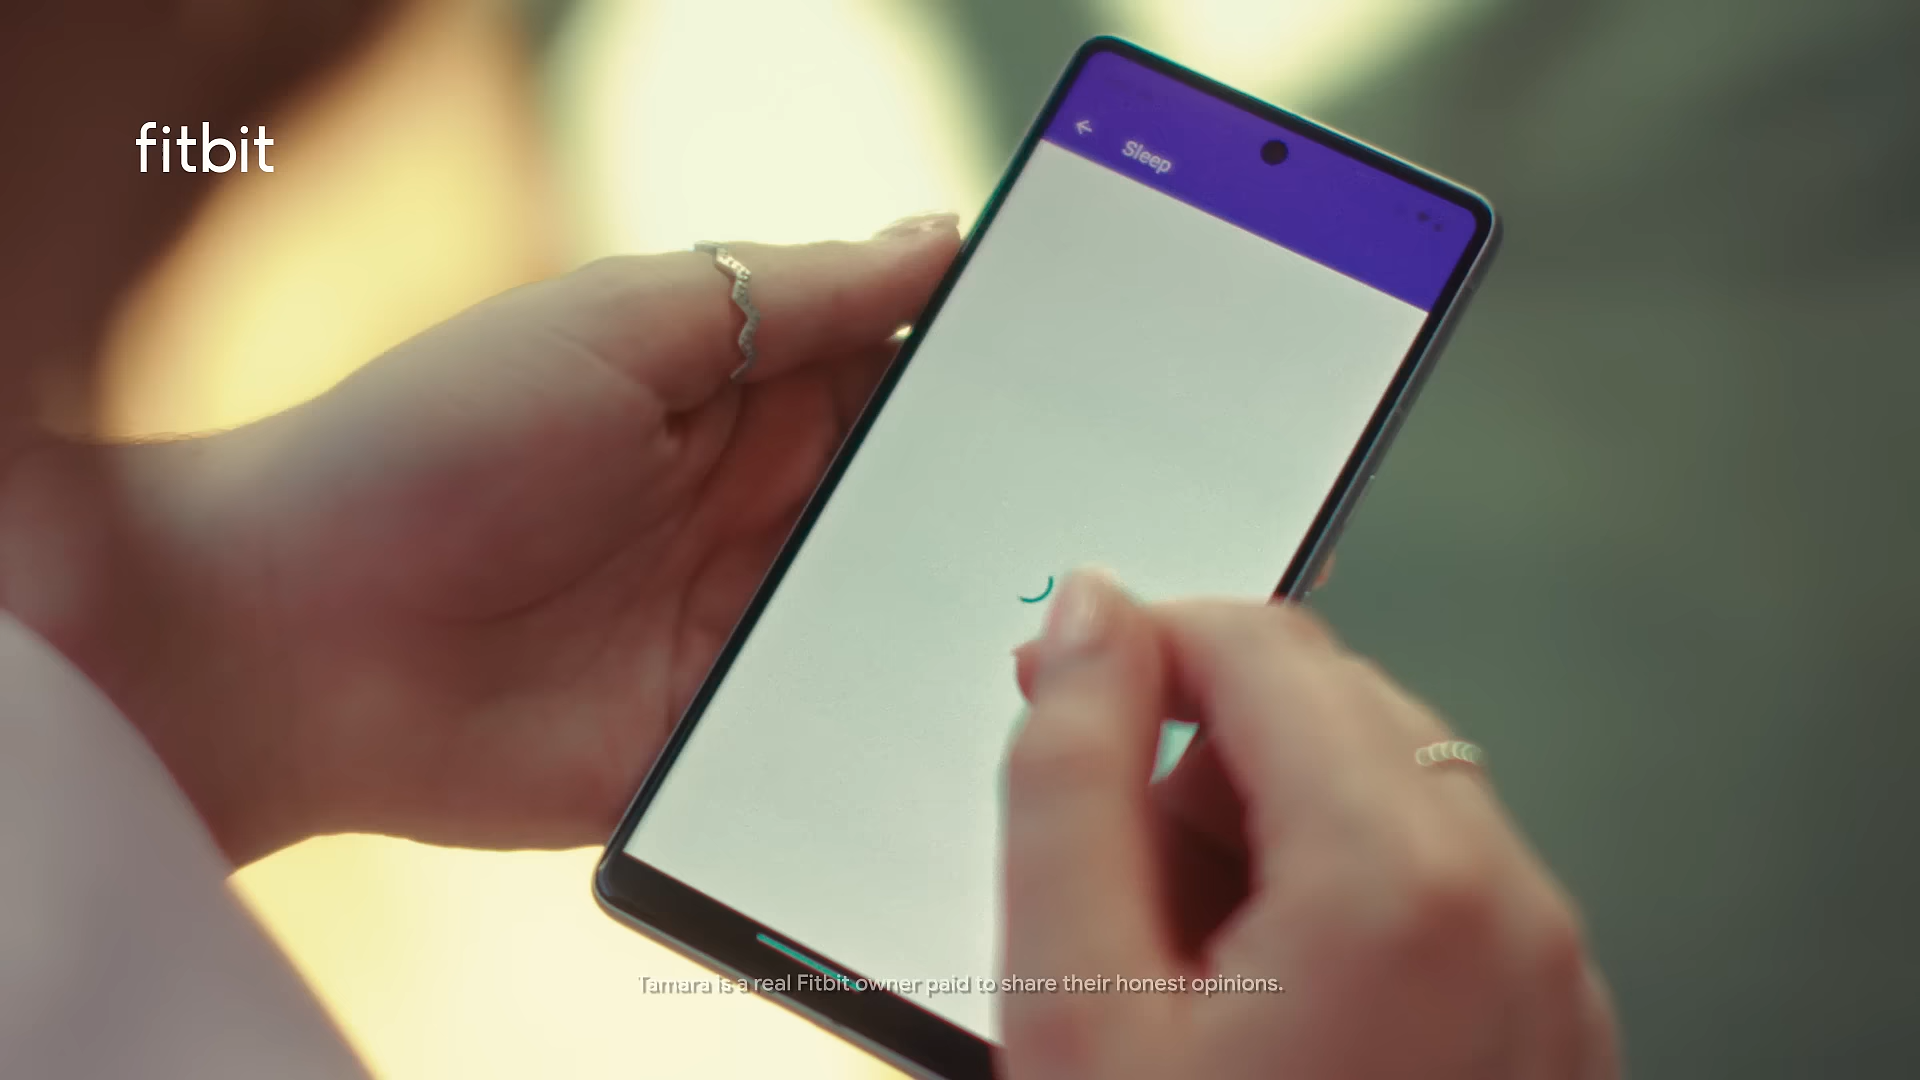 fitbit
Sleep
Tamara is a real Fitbit owner paid to share their honest opinions.